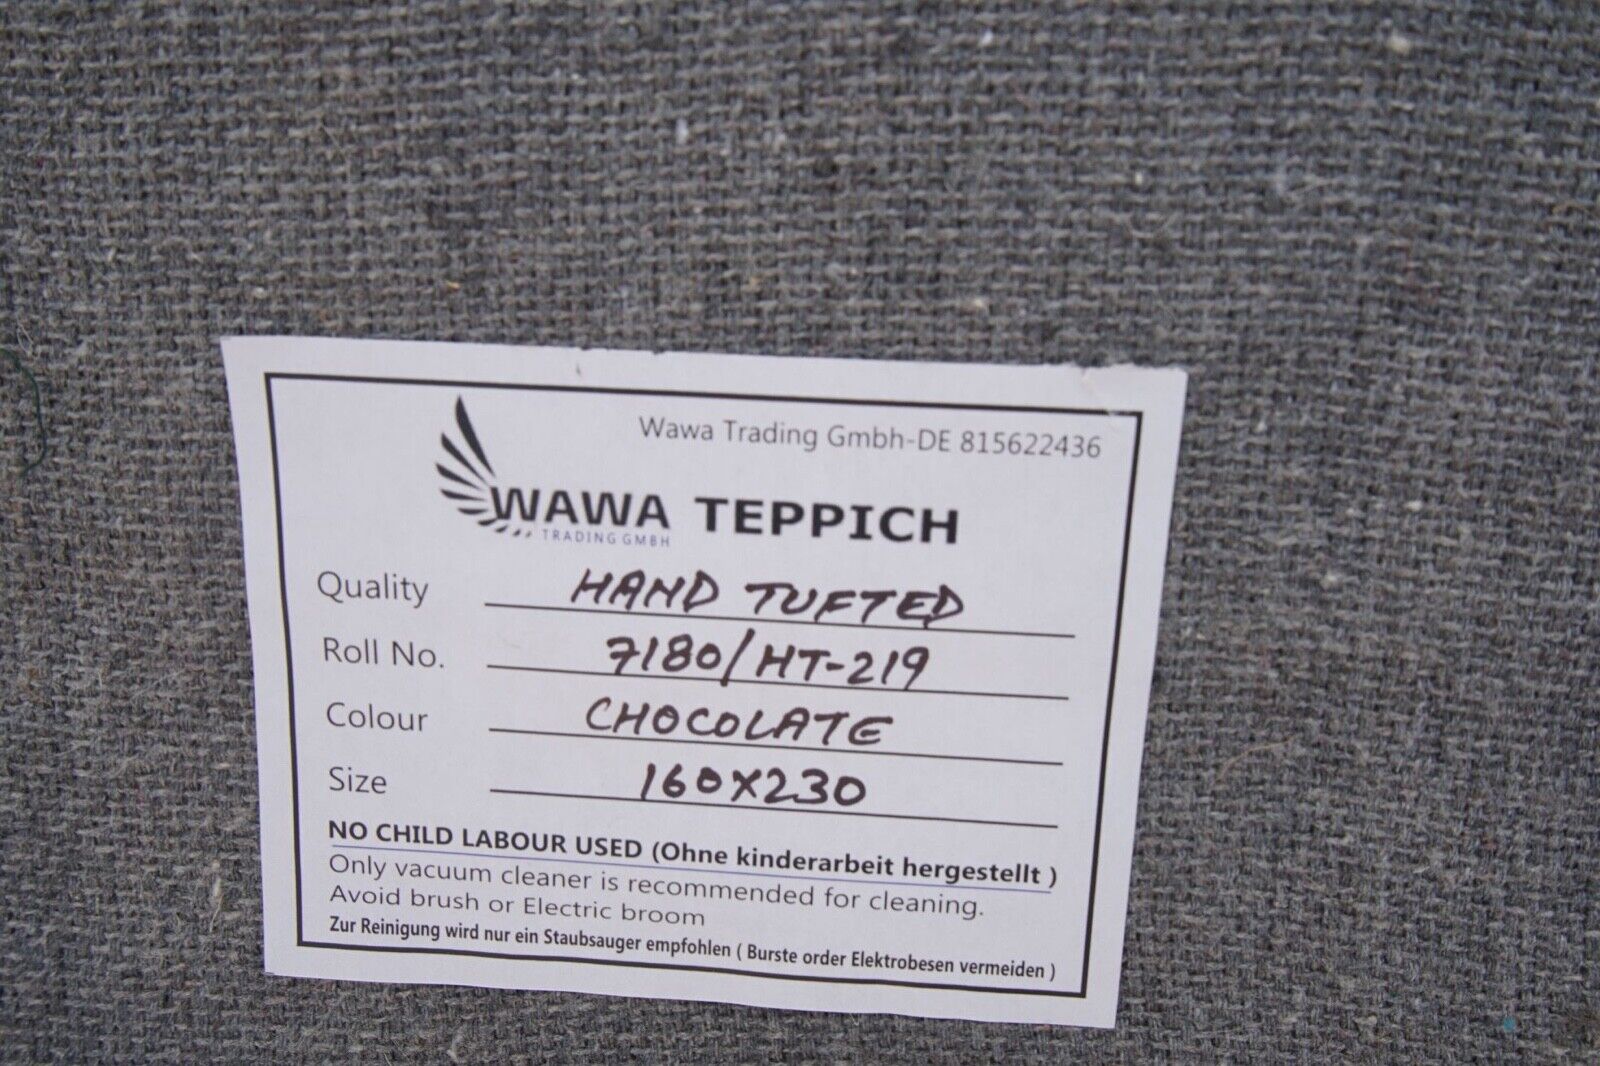 Wawa Trading Gmbh-DE 815622436
WAWA TEPPICH
TRADING GMBH
Quality HAND TUFTED
Roll No. 7180/HT-219
Colour CHOCOLATE
Size 160X230
NO CHILD LABOUR USED (Ohne kinderarbeit hergestellt )
Only vacuum cleaner is recommended for cleaning.
Avoid brush or Electric broom
Zur Reinigung wird nur ein Staubsauger empfohlen ( Burste order Elektrobesen vermeiden )